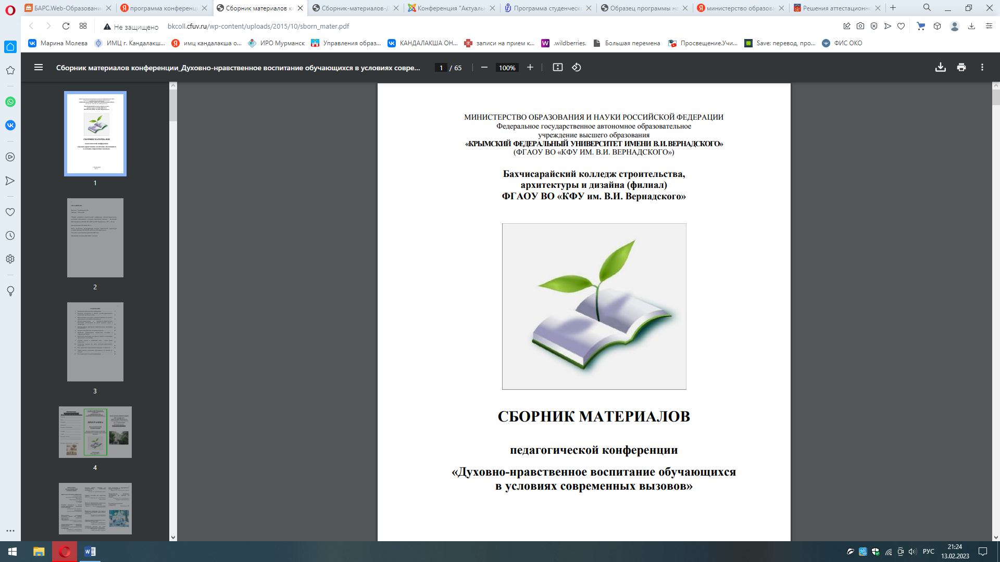 БАРС.Web-Образовани
программа конференци
Сборник материалов ко
Сборник-материалов-Д
Конференция "Актуальн
Программа студенческо
Образец программы на
министерство образова
Решения аттестационно
Не защищено
bkcoll.cfuv.ru/wp-content/uploads/2015/10/sborn_mater.pdf
Марина Молева
ИМЦ г. Кандалакш...
имц кандалакша о...
ИРО Мурманск
Управления образ...
КАНДАЛАКША ОН...
записи на прием к...
.wildberries.
Большая перемена
Просвещение.Учи...
Save: перевод, про...
ФИС ОКО
Сборник материалов конференции_Духовно-нравственное воспитание обучающихся в условиях совре...
1 / 65
100%
1
2
3
4
МИНИСТЕРСТВО ОБРАЗОВАНИЯ И НАУКИ РОССИЙСКОЙ ФЕДЕРАЦИИ
Федеральное государственное автономное образовательное
учреждение высшего образования
«КРЫМСКИЙ ФЕДЕРАЛЬНЫЙ УНИВЕРСИТЕТ ИМЕНИ В. И. ВЕРНАДСКОГО»
(ФГАОУ ВО «КФУ ИМ. В.И. ВЕРНАДСКОГО»)
Бахчисарайский колледж строительства,
архитектуры и дизайна (филиал)
ФГАОУ ВО «КФУ им. В.И. Вернадского»
СБОРНИК МАТЕРИАЛОВ
педагогической конференции
«Духовно-нравственное воспитание обучающихся
в условиях современных вызовов»
РУС
21:24
13.02.2023